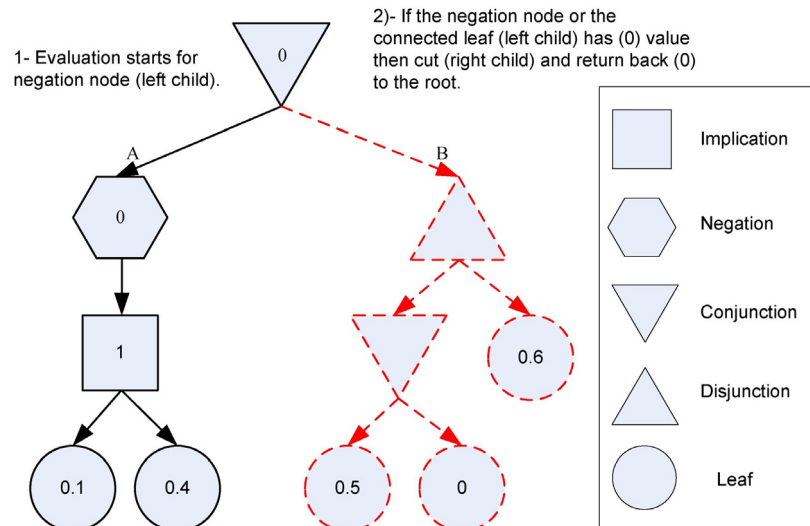 1- Evaluation starts for
negation node (left child).
2)- If the negation node or the
connected leaf (left child) has (0) value
then cut (right child) and return back (0)
to the root.
0
A
B
0
1
0.6
0.1
0.4
0.5
0
Implication
Negation
Conjunction
Disjunction
Leaf